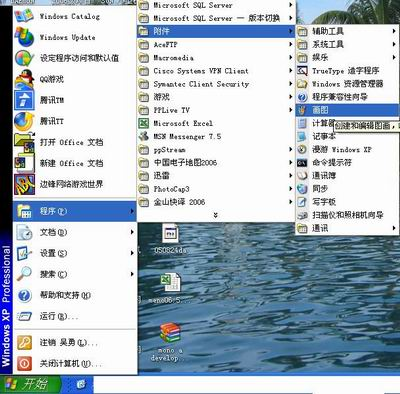 Windows Catalog
Windows Update
设定程序访问和默认值
QQ游戏
腾讯TM
腾讯TT
打开 Office 文档
新建 Office 文档
边锋网络游戏世界
程序(P)
文档(D)
设置(S)
搜索(C)
帮助和支持(H)
运行(R)...
注销 吴勇(L)...
关闭计算机(U)...
Windows XP Professional
开始
Microsoft SQL Server
Microsoft SQL Server — 版本切换
附件
AceFTP
Macromedia
Cisco Systems VPN Client
Symantec Client Security
游戏
PPLive TV
Microsoft Excel
MSN Messenger 7.5
ppStream
中国电子地图2006
迅雷
PhotoCap3
金山快译 2006
辅助工具
系统工具
娱乐
TrueType 造字程序
Windows 资源管理器
程序兼容性向导
画图
计算器
创建和编辑图画，
记事本
漫游 Windows XP
命令提示符
通讯簿
同步
写字板
扫描仪和照相机向导
通讯
050824da
memo06.5...
mono_a
develop...